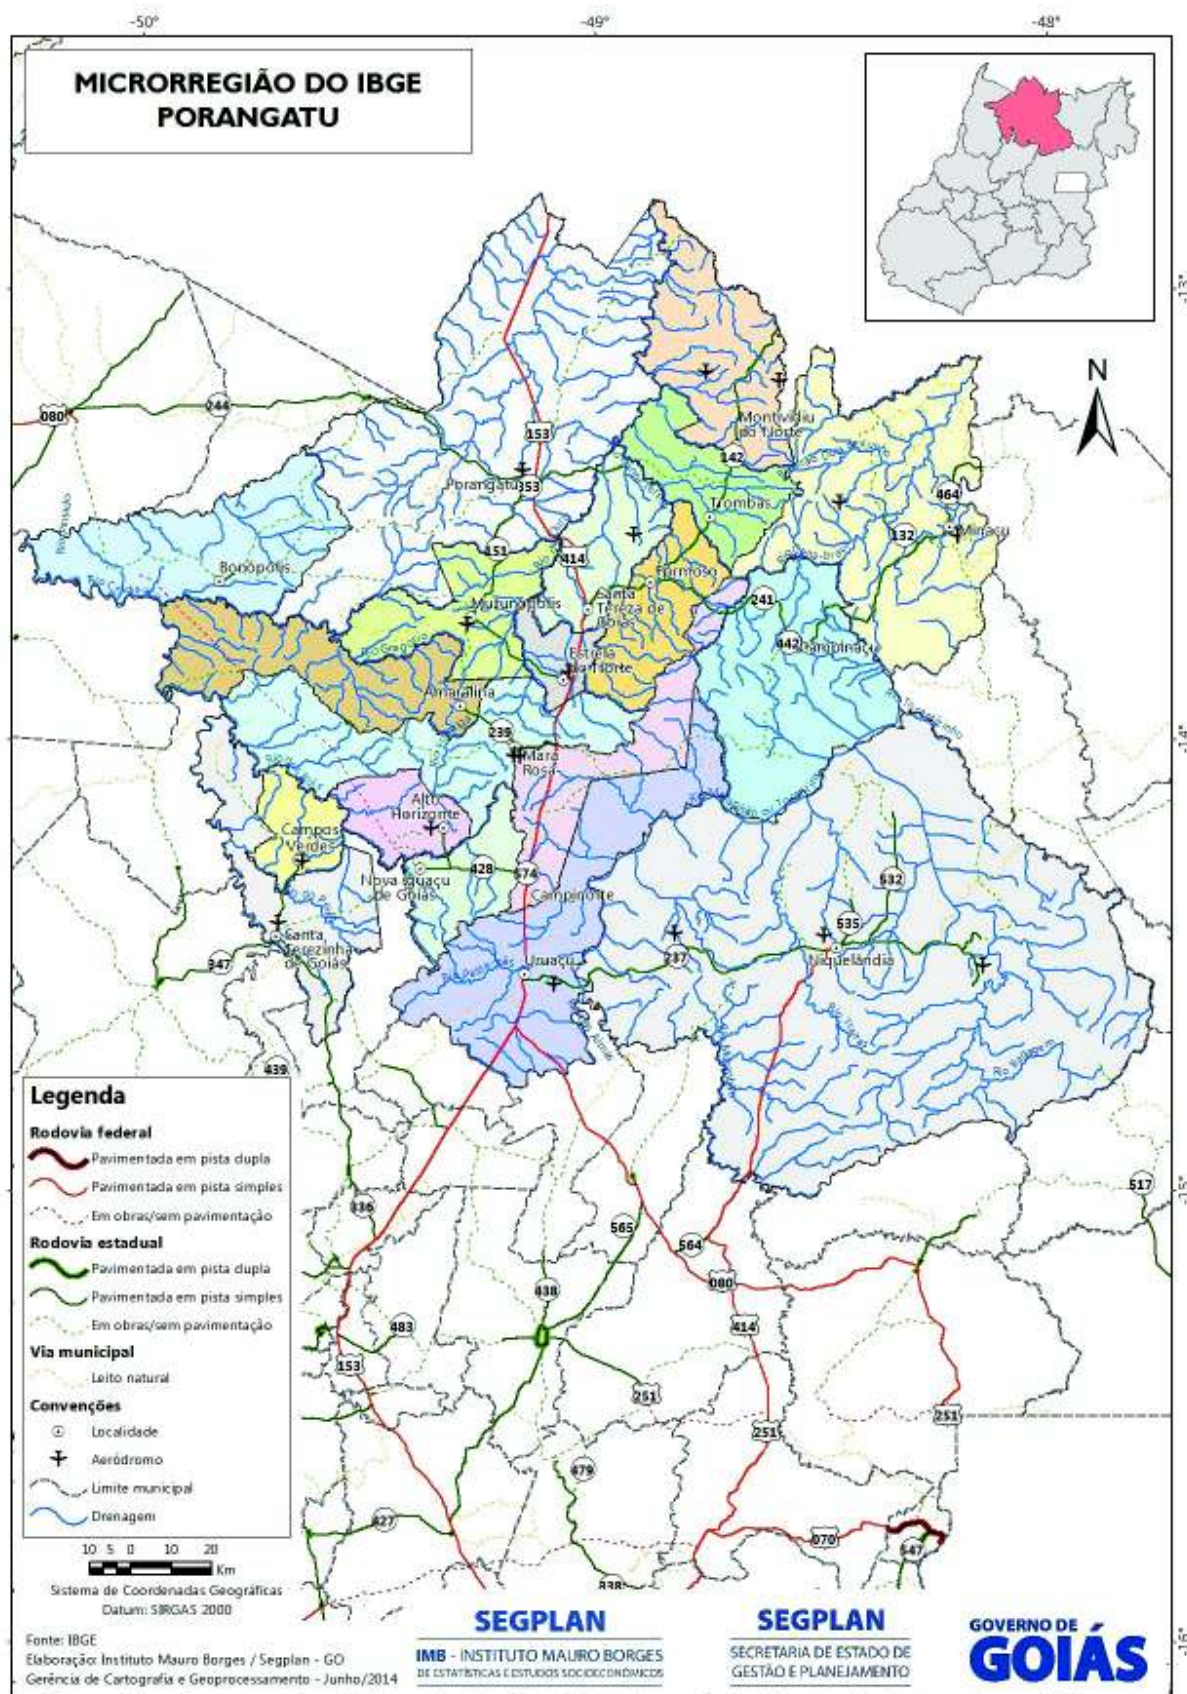 -50°
-49°
-48°
MICRORREGIÃO DO IBGE
PORANGATU
-13°
N
080
244
153
Montividiu
do Norte
142
Porangatu
353
464
Trombas
Minaçu
132
151
414
Bonópolis
Formoso
Mutunópolis
Santa
Tereza de
Goiás
241
442
Estrela
do Norte
Amaralina
239
-14°
Mara
Rosa
Alto
Horizonte
Campos
Verdes
428
574
532
Nova Iguaçu
de Goiás
Campinorte
535
Santa
Terezinha
de Goiás
347
Uruaçu
237
Niquelândia
439
Legenda
Rodovia federal
Pavimentada em pista dupla
Pavimentada em pista simples
Em obras/sem pavimentação
Rodovia estadual
Pavimentada em pista dupla
Pavimentada em pista simples
Em obras/sem pavimentação
Via municipal
Leito natural
Convenções
Localidade
Aeródromo
Limite municipal
Drenagem
-15°
517
336
565
564
080
438
483
414
153
251
251
251
479
427
070
547
838
10 5 0 10 20
Km
Sistema de Coordenadas Geográficas
Datum: SIRGAS 2000
Fonte: IBGE
Elaboração: Instituto Mauro Borges / Segplan - GO
Gerência de Cartografia e Geoprocessamento - Junho/2014
SEGPLAN
IMB - INSTITUTO MAURO BORGES
DE ESTATÍSTICAS E ESTUDOS SOCIOECONÔMICOS
SEGPLAN
SECRETARIA DE ESTADO DE
GESTÃO E PLANEJAMENTO
GOVERNO DE
GOIÁS
-16°